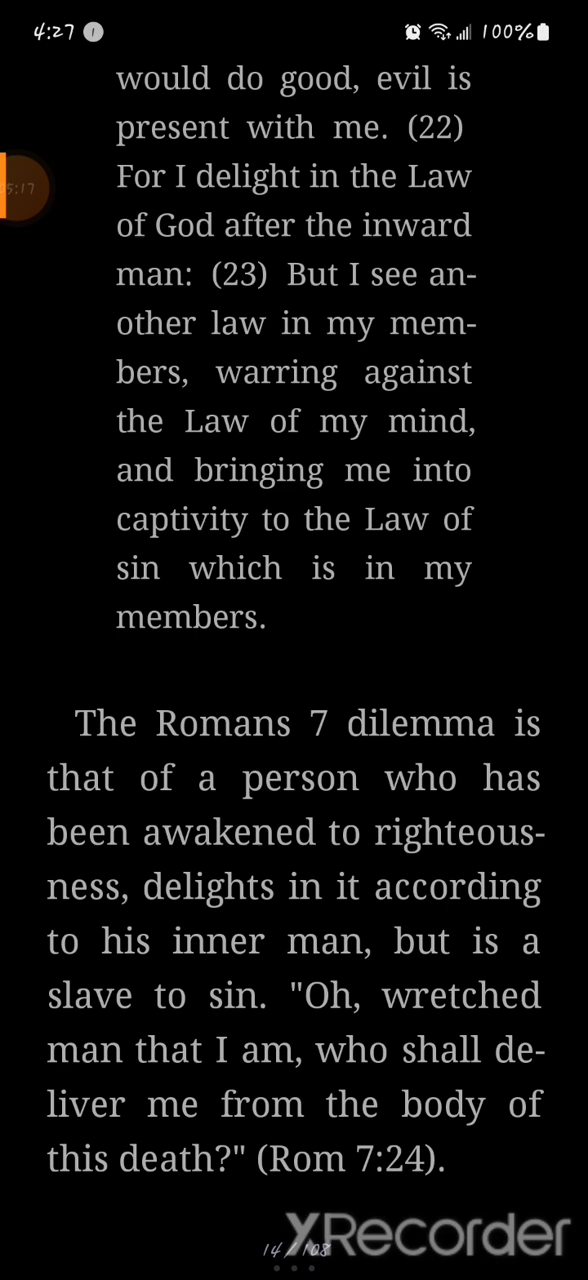 4:27
100%
would do good, evil is
present with me. (22)
For I delight in the Law
of God after the inward
man: (23) But I see an-
other law in my mem-
bers, warring against
the Law of my mind,
and bringing me into
captivity to the Law of
sin which is in my
members.
05:17
The Romans 7 dilemma is
that of a person who has
been awakened to righteous-
ness, delights in it according
to his inner man, but is a
slave to sin. "Oh, wretched
man that I am, who shall de-
liver me from the body of
this death?" (Rom 7:24).
XRecorder
14 / 108